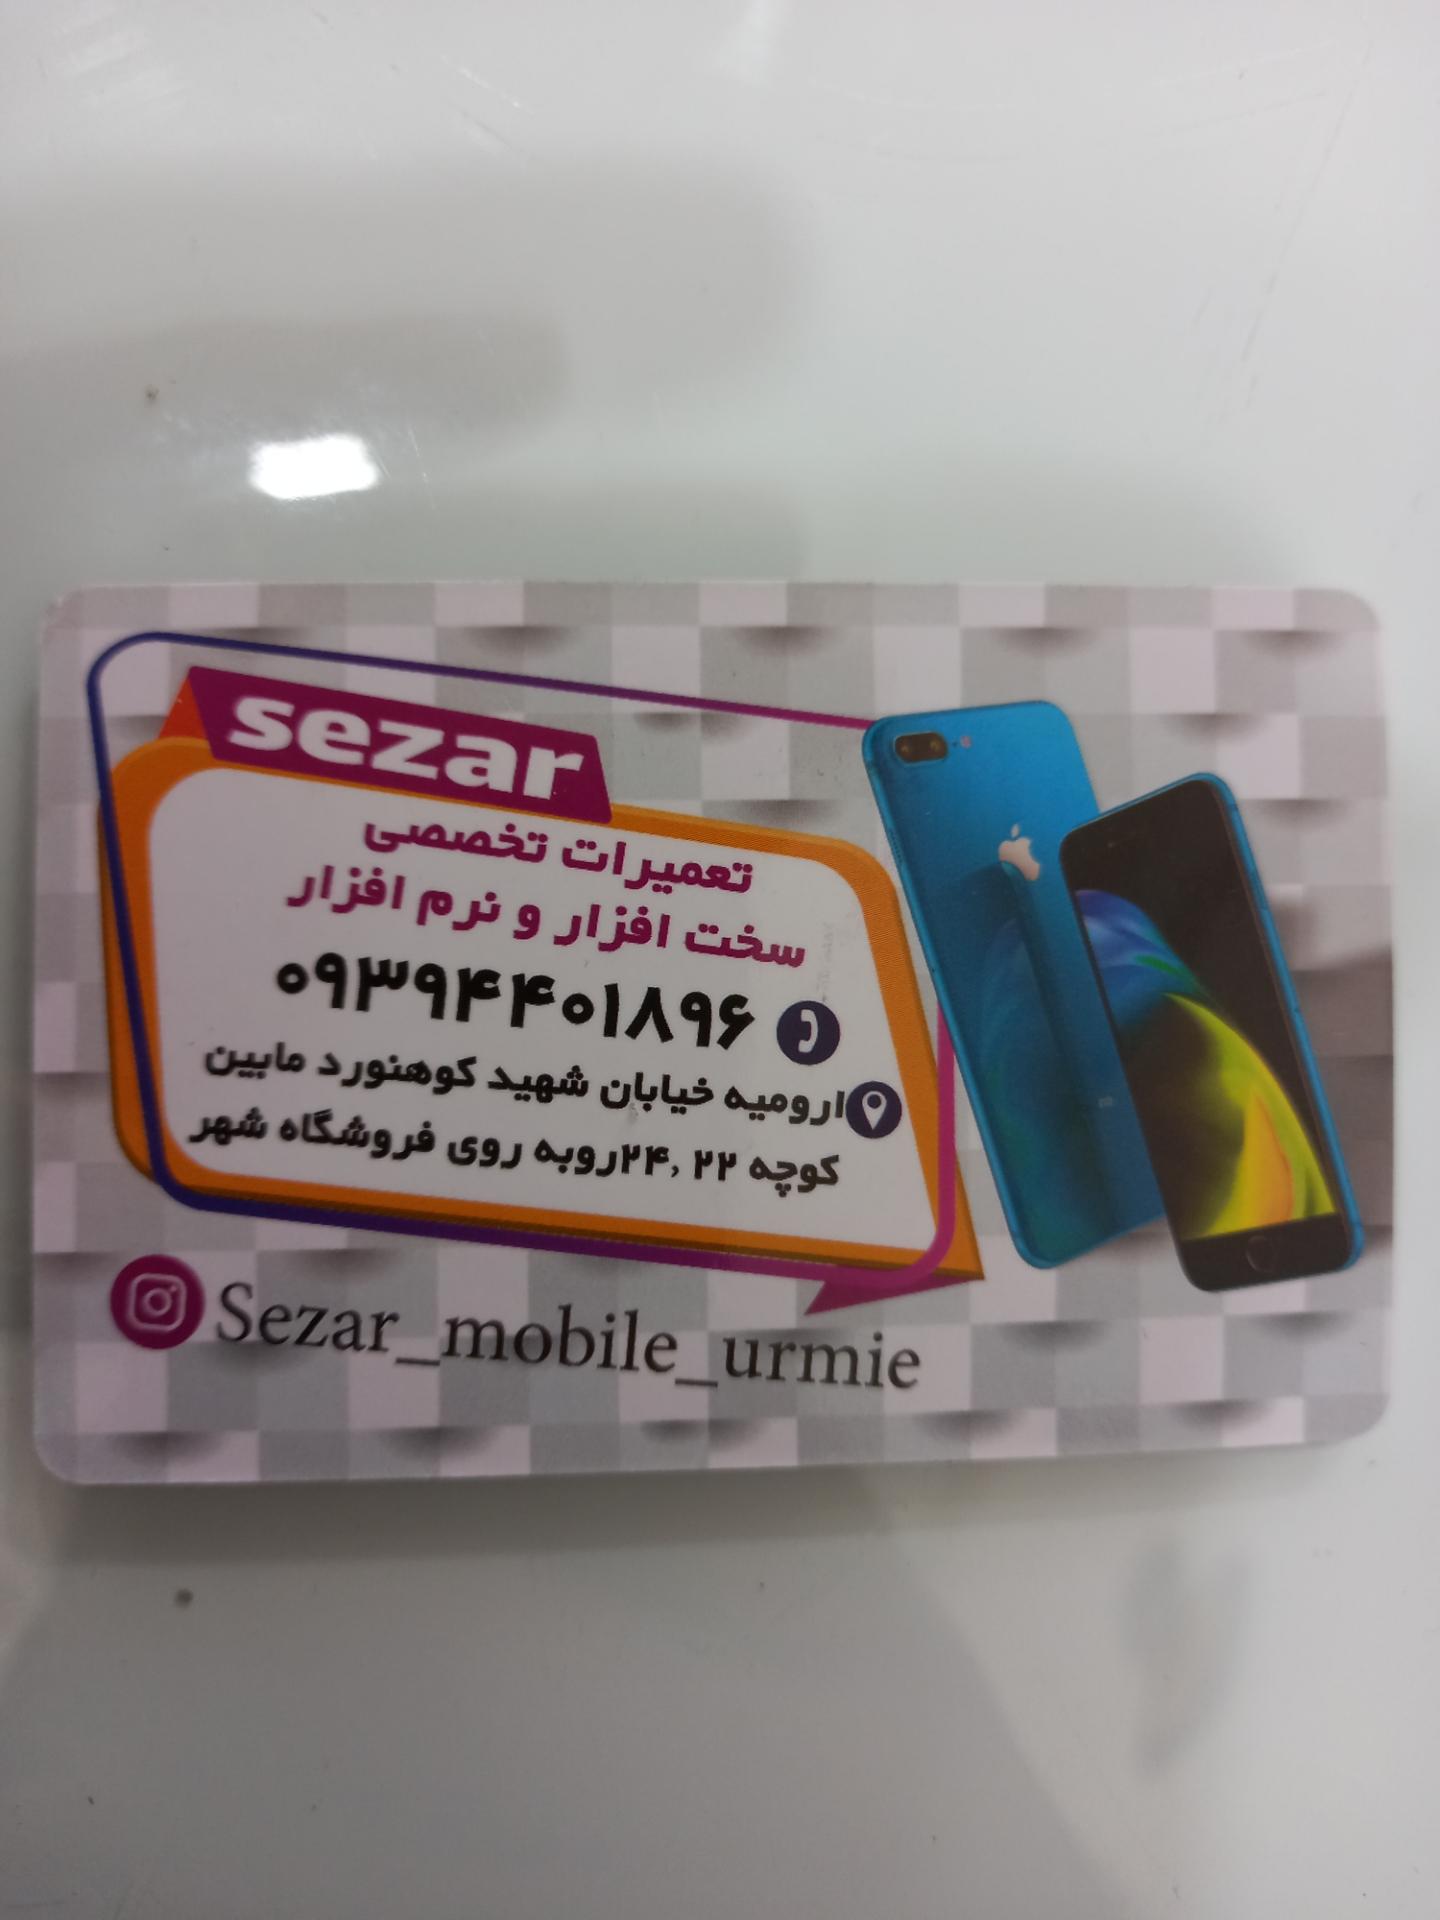 sezar
تعمیرات تخصصی
سخت افزار و نرم افزار
۰۹۳۹۴۴۰۱۸۹۶
ارومیه خیابان شهید کوهنورد مابین
کوچه ۲۲ ,۲۴روبه روی فروشگاه شهر
Sezar_mobile_urmie